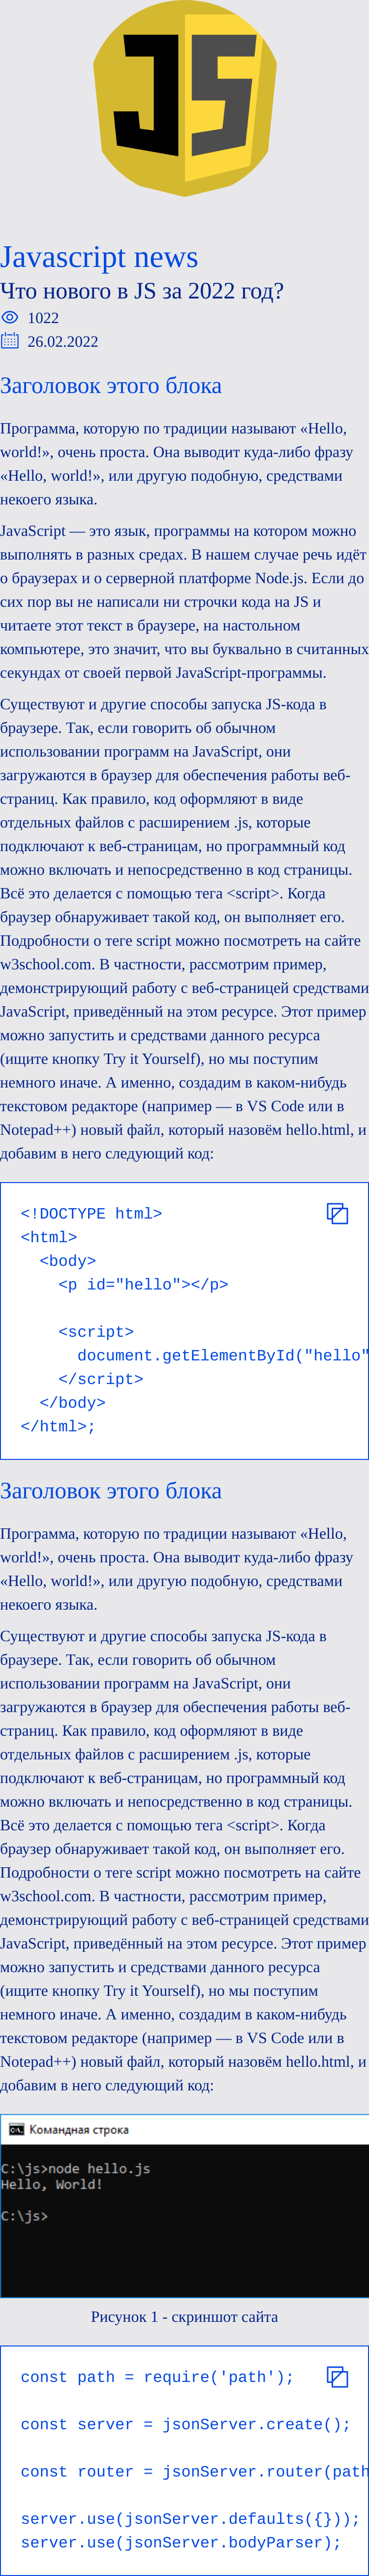 JS
Javascript news
Что нового в JS за 2022 год?
1022
26.02.2022
Заголовок этого блока
Программа, которую по традиции называют «Hello,
world!», очень проста. Она выводит куда-либо фразу
«Hello, world!», или другую подобную, средствами
некоего языка.
JavaScript — это язык, программы на котором можно
выполнять в разных средах. В нашем случае речь идёт
о браузерах и о серверной платформе Node.js. Если до
сих пор вы не написали ни строчки кода на JS и
читаете этот текст в браузере, на настольном
компьютере, это значит, что вы буквально в считанных
секундах от своей первой JavaScript-программы.
Существуют и другие способы запуска JS-кода в
браузере. Так, если говорить об обычном
использовании программ на JavaScript, они
загружаются в браузер для обеспечения работы веб-
страниц. Как правило, код оформляют в виде
отдельных файлов с расширением .js, которые
подключают к веб-страницам, но программный код
можно включать и непосредственно в код страницы.
Всё это делается с помощью тега <script>. Когда
браузер обнаруживает такой код, он выполняет его.
Подробности о теге script можно посмотреть на сайте
w3school.com. В частности, рассмотрим пример,
демонстрирующий работу с веб-страницей средствами
JavaScript, приведённый на этом ресурсе. Этот пример
можно запустить и средствами данного ресурса
(ищите кнопку Try it Yourself), но мы поступим
немного иначе. А именно, создадим в каком-нибудь
текстовом редакторе (например — в VS Code или в
Notepad++) новый файл, который назовём hello.html, и
добавим в него следующий код:
<!DOCTYPE html>
<html>
  <body>
    <p id="hello"></p>
    <script>
      document.getElementById("hello"
    </script>
  </body>
</html>;
Заголовок этого блока
Программа, которую по традиции называют «Hello,
world!», очень проста. Она выводит куда-либо фразу
«Hello, world!», или другую подобную, средствами
некоего языка.
Существуют и другие способы запуска JS-кода в
браузере. Так, если говорить об обычном
использовании программ на JavaScript, они
загружаются в браузер для обеспечения работы веб-
страниц. Как правило, код оформляют в виде
отдельных файлов с расширением .js, которые
подключают к веб-страницам, но программный код
можно включать и непосредственно в код страницы.
Всё это делается с помощью тега <script>. Когда
браузер обнаруживает такой код, он выполняет его.
Подробности о теге script можно посмотреть на сайте
w3school.com. В частности, рассмотрим пример,
демонстрирующий работу с веб-страницей средствами
JavaScript, приведённый на этом ресурсе. Этот пример
можно запустить и средствами данного ресурса
(ищите кнопку Try it Yourself), но мы поступим
немного иначе. А именно, создадим в каком-нибудь
текстовом редакторе (например — в VS Code или в
Notepad++) новый файл, который назовём hello.html, и
добавим в него следующий код:
Командная строка
C:\js>node hello.js
Hello, World!
C:\js>
Рисунок 1 - скриншот сайта
const path = require('path');
const server = jsonServer.create();
const router = jsonServer.router(path
server.use(jsonServer.defaults({}));
server.use(jsonServer.bodyParser);